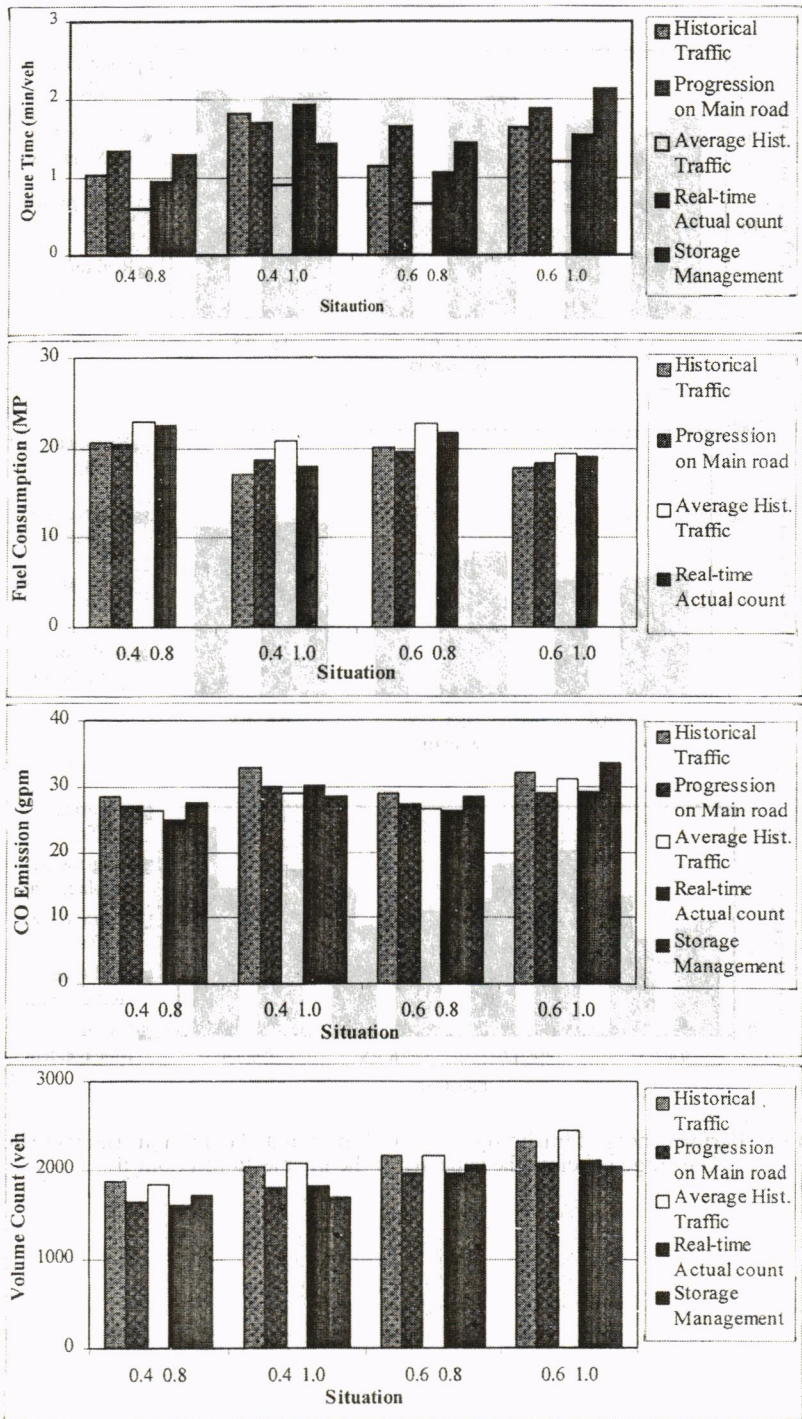 3
2
1
0
Queue Time (min/veh
0.4 0.8
0.4 1.0
0.6 0.8
0.6 1.0
Sitaution
Historical
Traffic
Progression
on Main road
Average Hist.
Traffic
Real-time
Actual count
Storage
Management
30
20
10
0
Fuel Consumption (MP
0.4 0.8
0.4 1.0
0.6 0.8
0.6 1.0
Situation
Historical
Traffic
Progression
on Main road
Average Hist.
Traffic
Real-time
Actual count
40
30
20
10
0
CO Emission (gpm
0.4 0.8
0.4 1.0
0.6 0.8
0.6 1.0
Situation
Historical
Traffic
Progression
on Main road
Average Hist.
Traffic
Real-time
Actual count
Storage
Management
3000
2000
1000
0
Volume Count (veh
0.4 0.8
0.4 1.0
0.6 0.8
0.6 1.0
Situation
Historical
Traffic
Progression
on Main road
Average Hist.
Traffic
Real-time
Actual count
Storage
Management